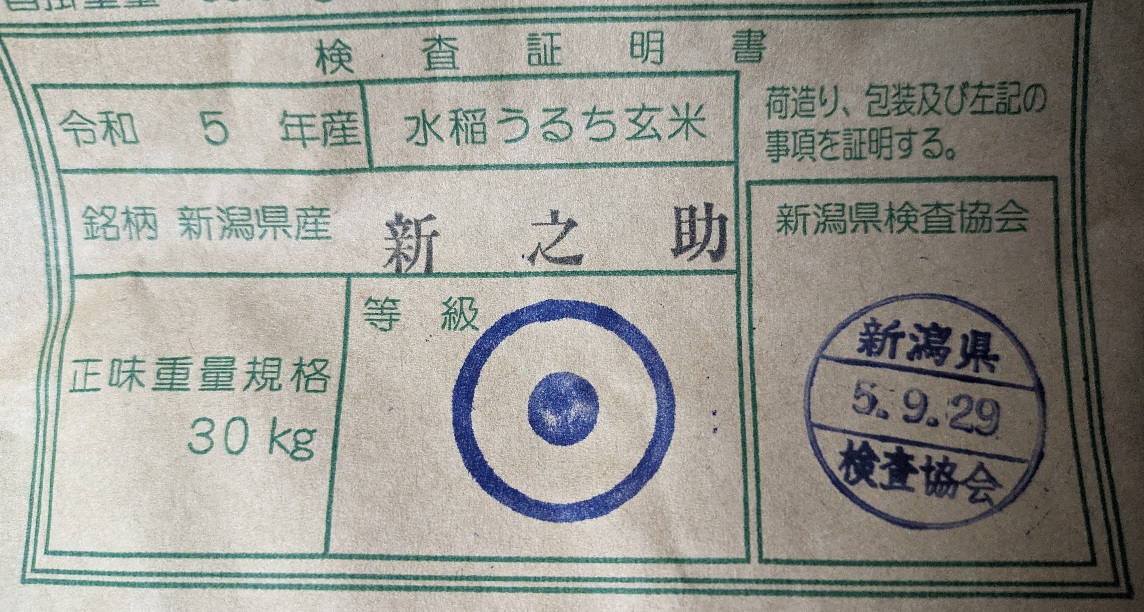 検査証明書
令和 5 年産
水稲うるち玄米
荷造り、包装及び左記の
事項を証明する。
銘柄 新潟県産 新之助
新潟県検査協会
等級
正味重量規格
30kg
新潟県
5.9.29
検査協会